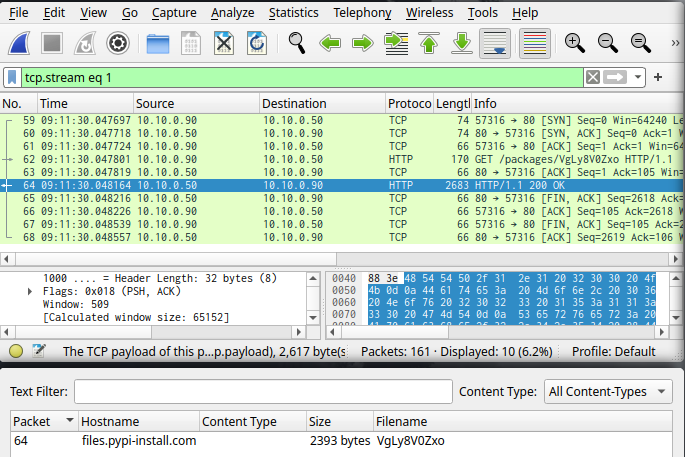 File Edit View Go Capture Analyze Statistics Telephony Wireless Tools Help
tcp.stream eq 1
No. Time Source Destination Protoco Lengtl Info
59 09:11:30.047697 10.10.0.90 10.10.0.50 TCP 74 57316 → 80 [SYN] Seq=0 Win=64240 Le
60 09:11:30.047718 10.10.0.50 10.10.0.90 TCP 74 80 → 57316 [SYN, ACK] Seq=0 Ack=1 W
61 09:11:30.047724 10.10.0.90 10.10.0.50 TCP 66 57316 → 80 [ACK] Seq=1 Ack=1 Win=64
62 09:11:30.047801 10.10.0.90 10.10.0.50 HTTP 170 GET /packages/VgLy8V0Zxo HTTP/1.1
63 09:11:30.047819 10.10.0.50 10.10.0.90 TCP 66 80 → 57316 [ACK] Seq=1 Ack=105 Win=
64 09:11:30.048164 10.10.0.50 10.10.0.90 HTTP 2683 HTTP/1.1 200 OK
65 09:11:30.048216 10.10.0.50 10.10.0.90 TCP 66 80 → 57316 [FIN, ACK] Seq=2618 Ack=
66 09:11:30.048226 10.10.0.90 10.10.0.50 TCP 66 57316 → 80 [ACK] Seq=105 Ack=2618 W
67 09:11:30.048539 10.10.0.90 10.10.0.50 TCP 66 57316 → 80 [FIN, ACK] Seq=105 Ack=2
68 09:11:30.048557 10.10.0.50 10.10.0.90 TCP 66 80 → 57316 [ACK] Seq=2619 Ack=106 W
1000 .... = Header Length: 32 bytes (8)
Flags: 0x018 (PSH, ACK)
Window: 509
[Calculated window size: 65152]
0040 88 3e 48 54 54 50 2f 31 2e 31 20 32 30 30 20 4f
0050 4b 0d 0a 44 61 74 65 3a 20 4d 6f 6e 2c 20 30 36
0060 20 4e 6f 76 20 32 30 32 33 20 31 35 3a 31 31 3a
0070 33 30 20 47 4d 54 0d 0a 53 65 72 76 65 72 3a 20
The TCP payload of this p...p.payload), 2,617 byte(s Packets: 161 · Displayed: 10 (6.2%) Profile: Default
Text Filter: Content Type: All Content-Types
Packet Hostname Content Type Size Filename
64 files.pypi-install.com 2393 bytes VgLy8V0Zxo